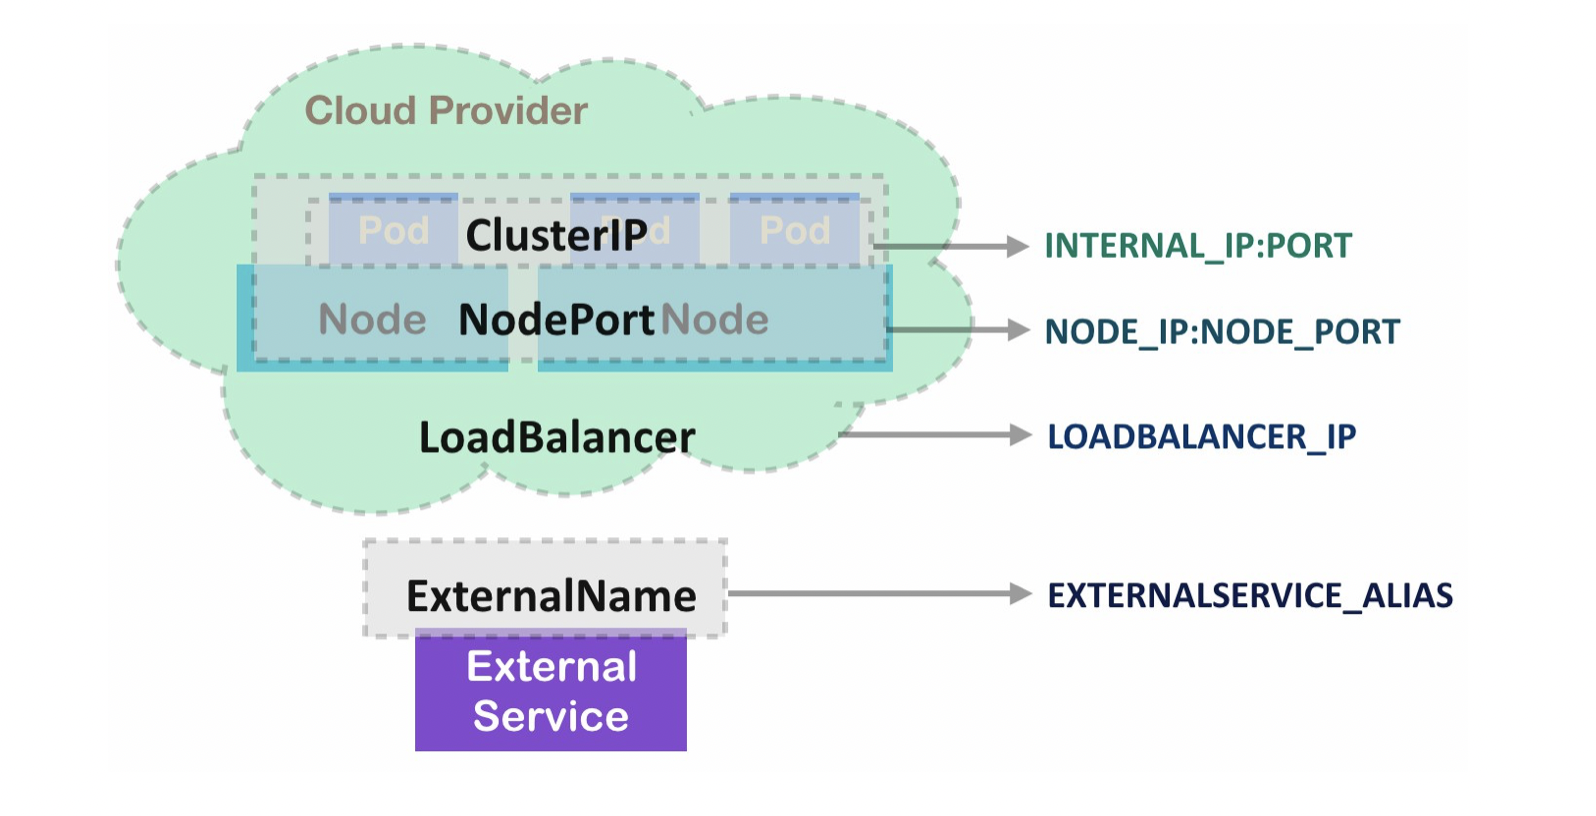 Cloud Provider
Pod ClusterIP Pod Pod
INTERNAL_IP:PORT
Node NodePort Node
NODE_IP:NODE_PORT
LoadBalancer
LOADBALANCER_IP
ExternalName
EXTERNALSERVICE_ALIAS
External
Service